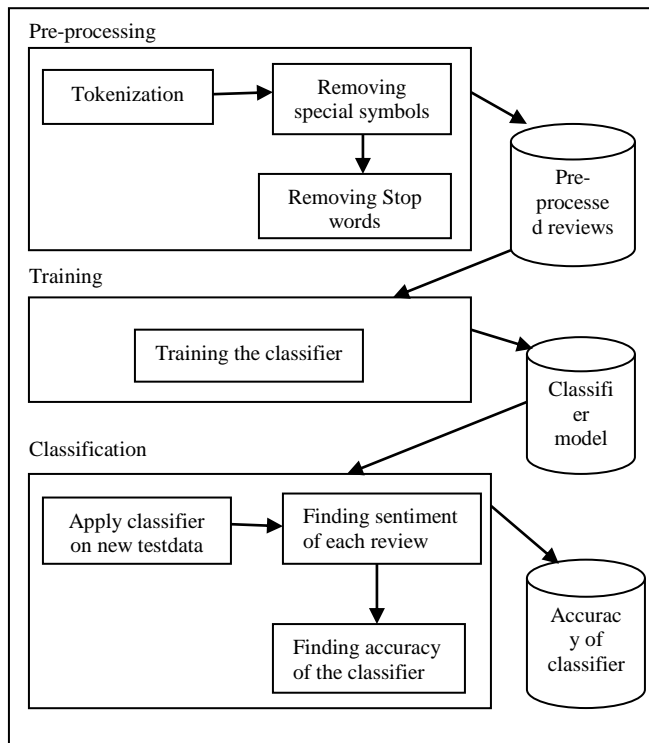 Pre-processing
Tokenization
Removing
special symbols
Removing Stop
words
Pre-
processe
d reviews
Training
Training the classifier
Classifi
er
model
Classification
Apply classifier
on new testdata
Finding sentiment
of each review
Finding accuracy
of the classifier
Accurac
y of
classifier